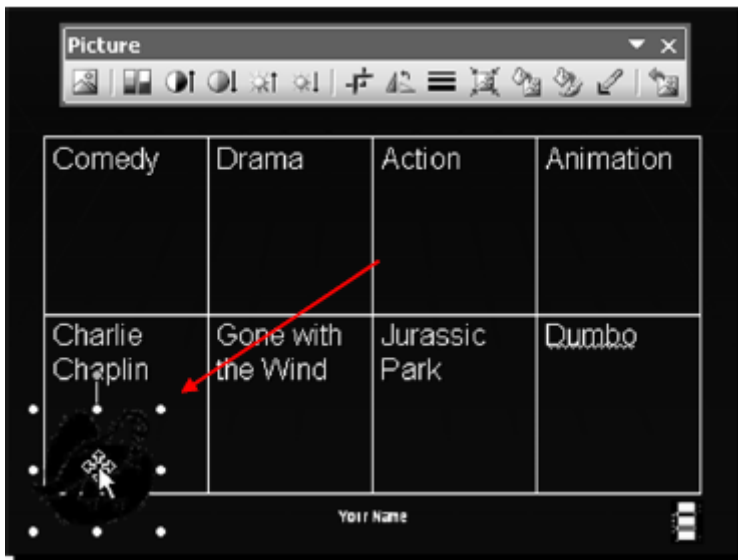 Picture
Comedy
Drama
Action
Animation
Charlie
Chaplin
Gone with
the Wind
Jurassic
Park
Dumbo
Your Name